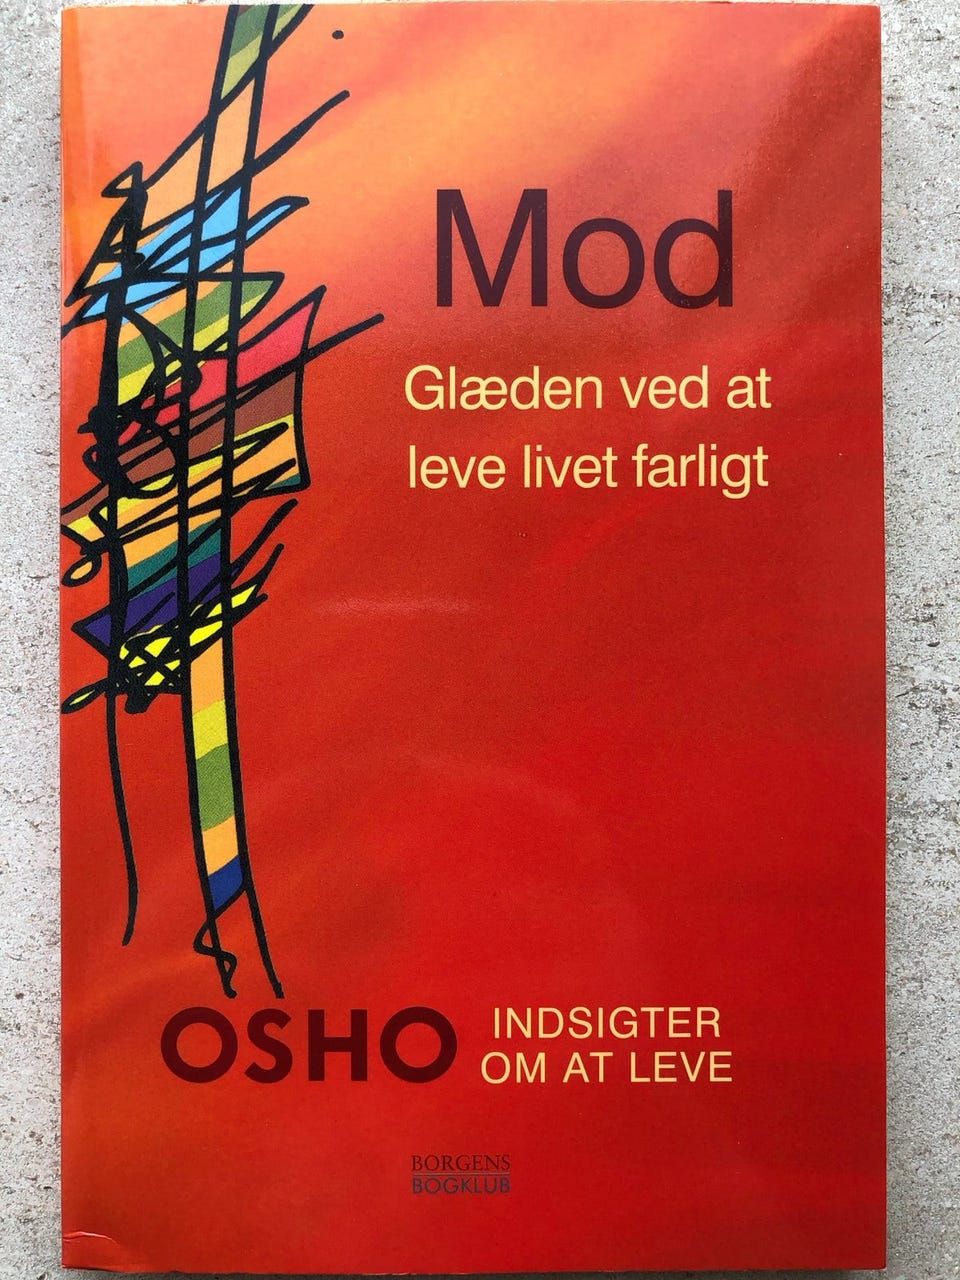 Mod
Glæden ved at
leve livet farligt
OSHO
INDSIGTER
OM AT LEVE
BORGENS
BOGKLUB